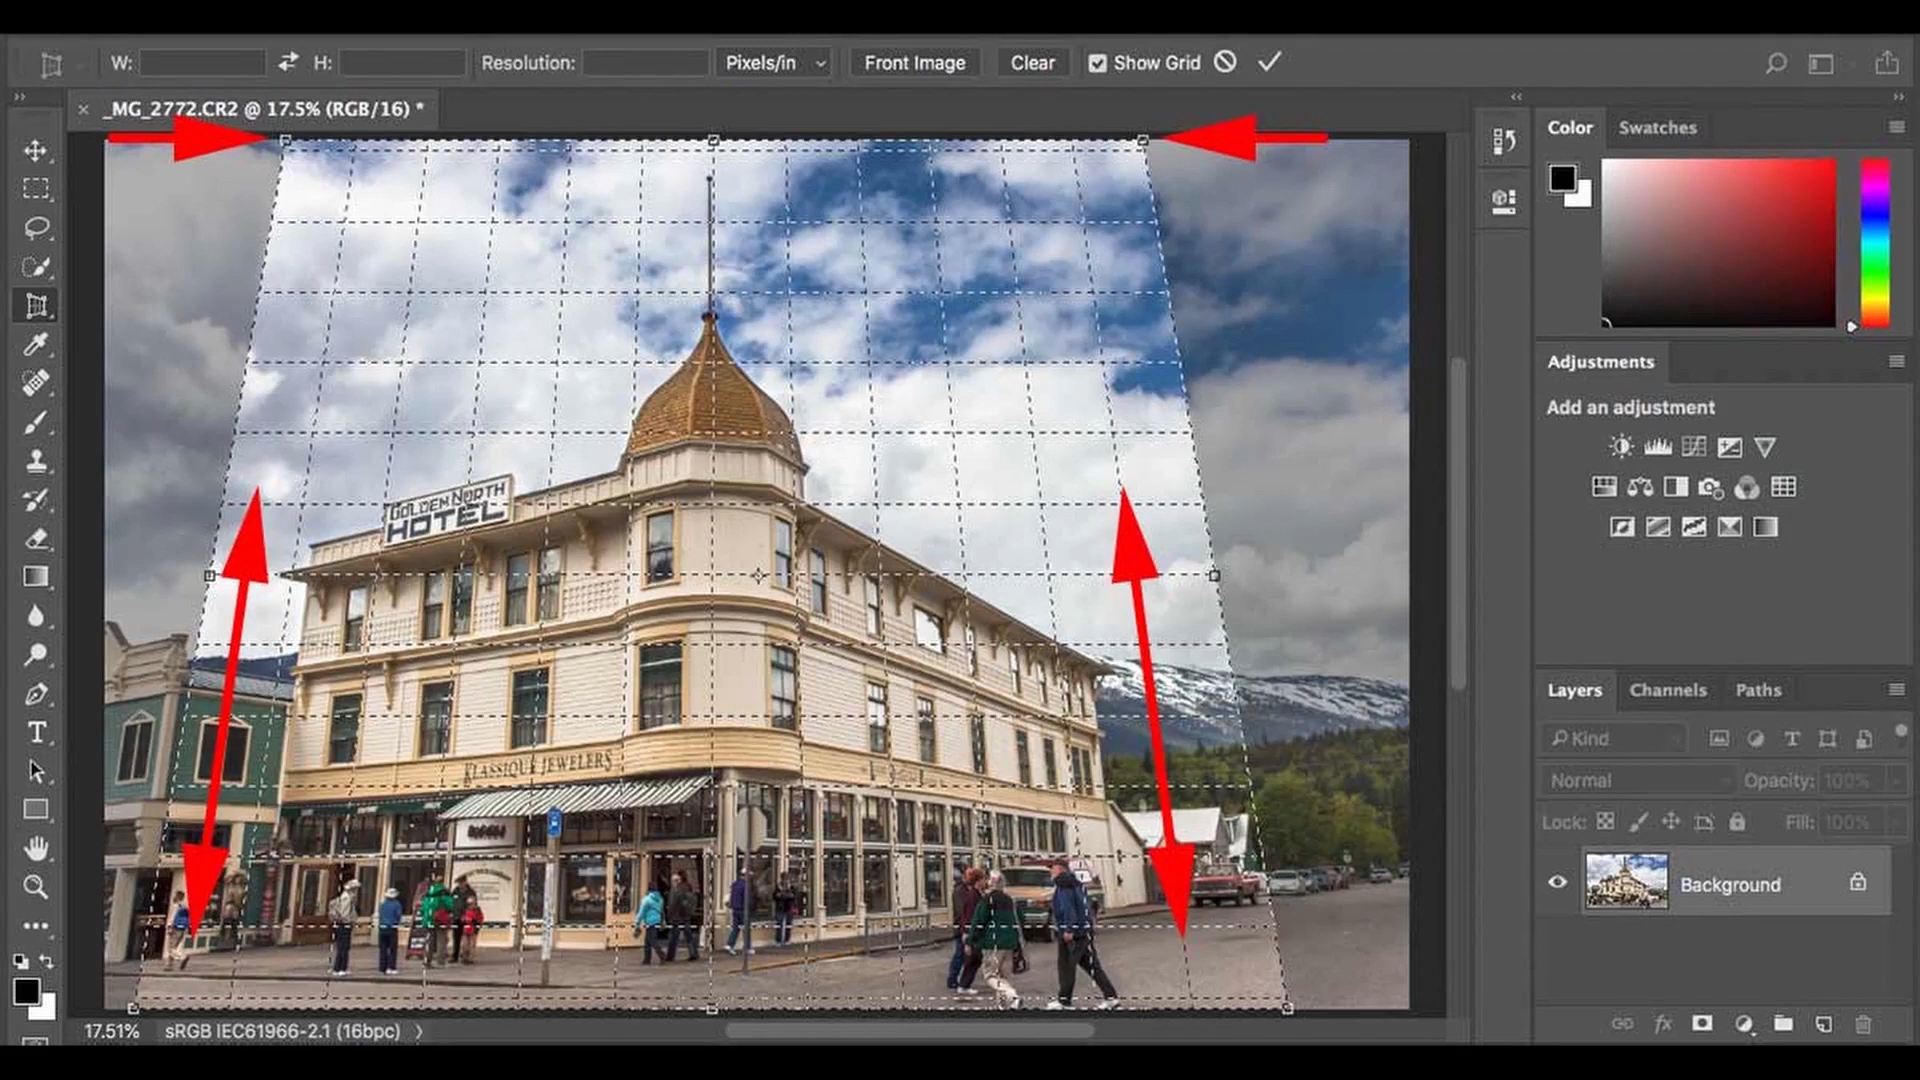 W: H: Resolution: Pixels/in Front Image Clear Show Grid
_MG_2772.CR2 @ 17.5% (RGB/16) *
Color Swatches
Adjustments
Add an adjustment
GOLDEN NORTH
HOTEL
KLASSIQUE JEWELERS
Layers Channels Paths
Kind
Normal Opacity: 100%
Lock: Fill: 100%
Background
17.51% sRGB IEC61966-2.1 (16bpc)